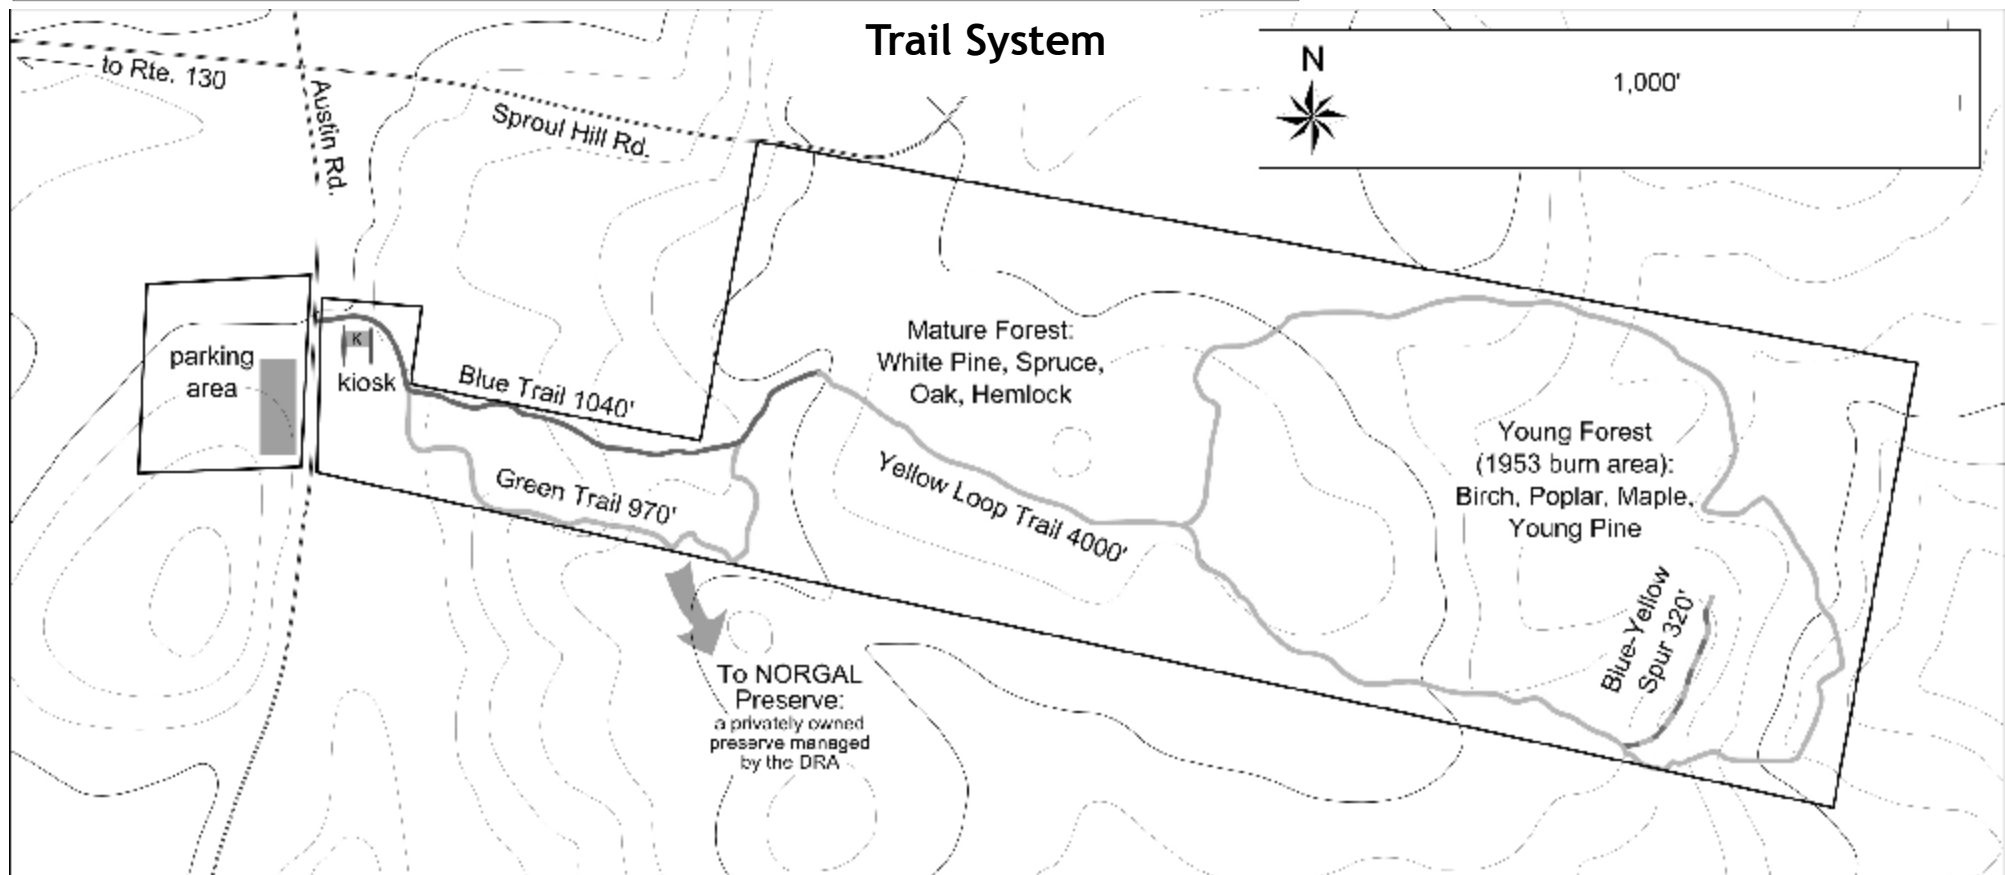 Trail System
N
1,000'
to Rte. 130
Austin Rd.
Sproul Hill Rd.
parking
area
K
kiosk
Blue Trail 1040'
Green Trail 970'
Mature Forest:
White Pine, Spruce,
Oak, Hemlock
Yellow Loop Trail 4000'
Young Forest
(1953 burn area):
Birch, Poplar, Maple,
Young Pine
Blue-Yellow
Spur 320'
To NORGAL
Preserve:
a privately owned
preserve managed
by the DRA